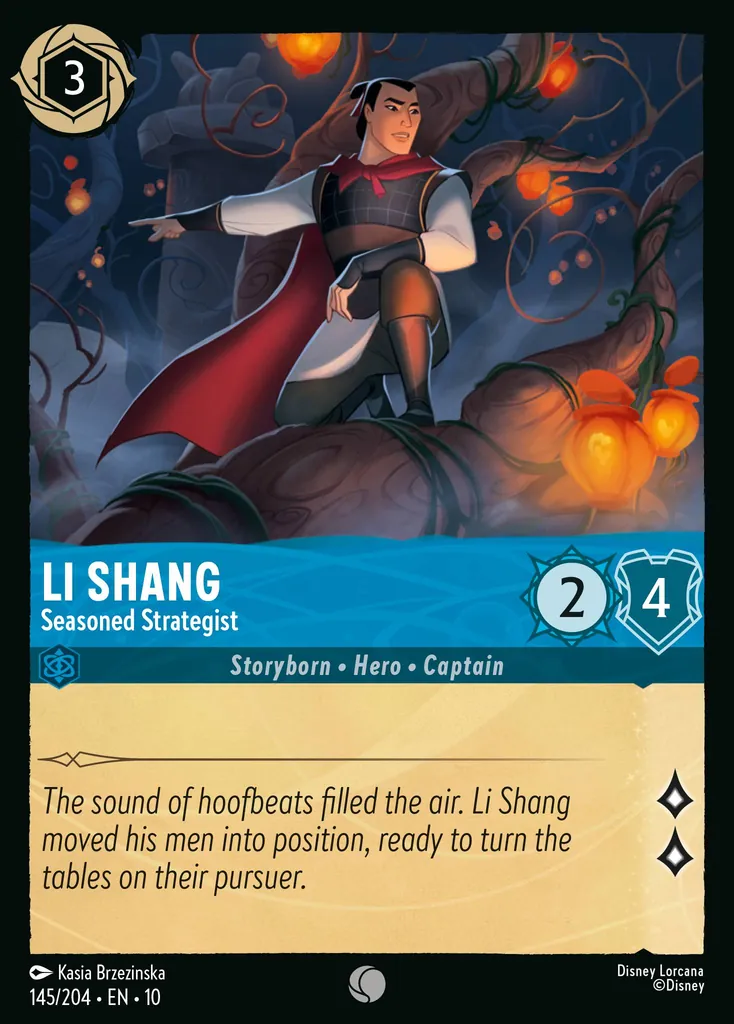 3
LI SHANG
Seasoned Strategist
2
4
Storyborn • Hero • Captain
The sound of hoofbeats filled the air. Li Shang
moved his men into position, ready to turn the
tables on their pursuer.
Kasia Brzezinska
145/204 • EN • 10
Disney Lorcana
©Disney